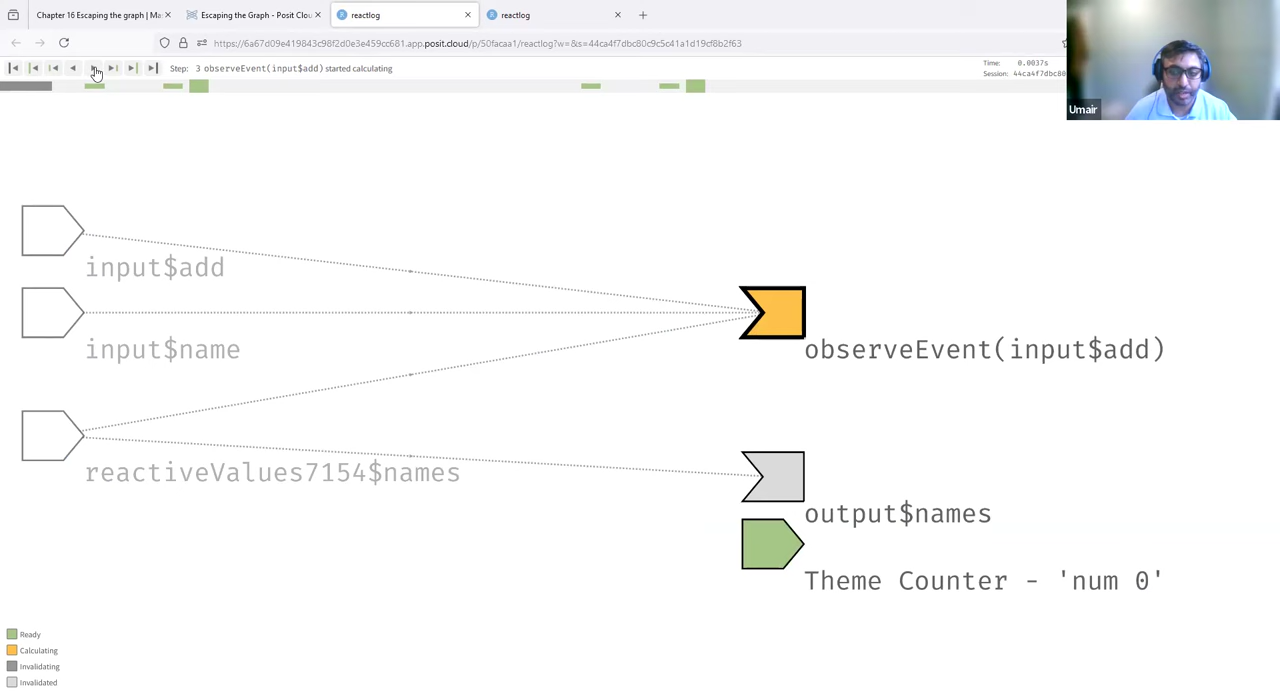 Chapter 16 Escaping the graph | Ma
Escaping the Graph - Posit Clou
reactlog
reactlog
https://6a67d09e419843c98f2d0e3e459cc681.app.posit.cloud/p/50facaa1/reactlog?w=&s=44ca4f7dbc80c9c5c41a1d19cf8b2f63
Step: 3 observeEvent(input$add) started calculating
Time: 0.0037s
Session: 44ca4f7dbc80
Umair
input$add
input$name
observeEvent(input$add)
reactiveValues7154$names
output$names
Theme Counter - 'num 0'
Ready
Calculating
Invalidating
Invalidated